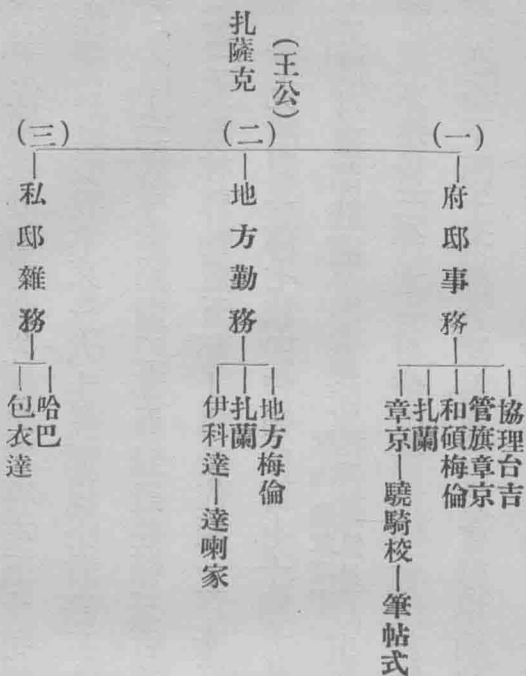 (王公)
扎薩克
(一)
府邸事務
協理台吉
管旗章京
和碩梅倫
扎蘭
章京—驍騎校—筆帖式
(二)
地方勤務
地方梅倫
扎蘭
伊科達—達喇家
(三)
私邸雜務
哈巴
包衣達